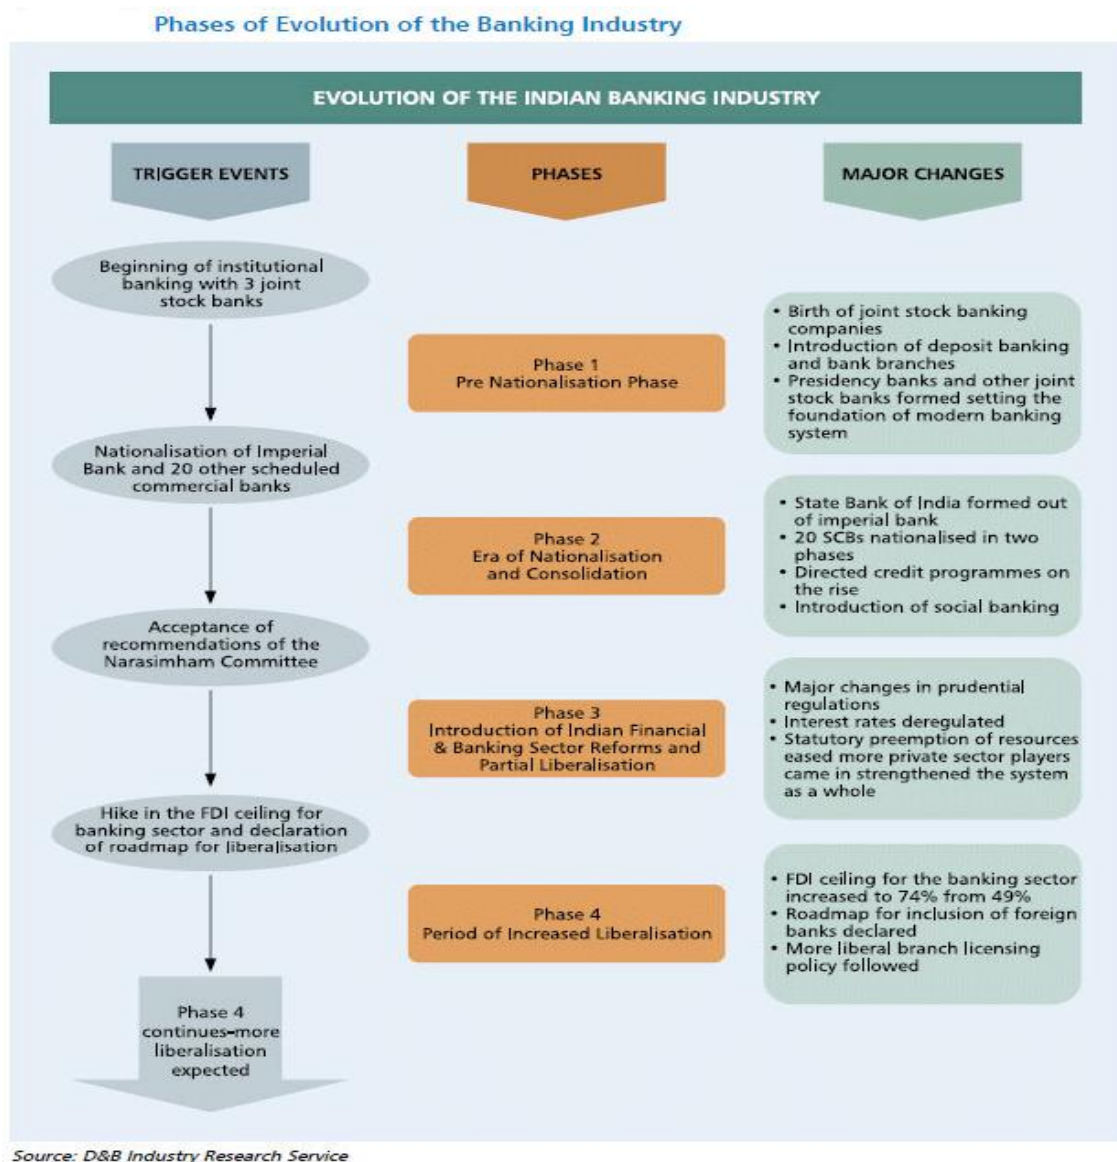 Phases of Evolution of the Banking Industry
EVOLUTION OF THE INDIAN BANKING INDUSTRY
TRIGGER EVENTS
PHASES
MAJOR CHANGES
Beginning of institutional
banking with 3 joint
stock banks
Phase 1
Pre Nationalisation Phase
• Birth of joint stock banking
companies
• Introduction of deposit banking
and bank branches
• Presidency banks and other joint
stock banks formed setting the
foundation of modern banking
system
Nationalisation of Imperial
Bank and 20 other scheduled
commercial banks
Phase 2
Era of Nationalisation
and Consolidation
• State Bank of India formed out
of imperial bank
• 20 SCBs nationalised in two
phases
• Directed credit programmes on
the rise
• Introduction of social banking
Acceptance of
recommendations of the
Narasimham Committee
Phase 3
Introduction of Indian Financial
& Banking Sector Reforms and
Partial Liberalisation
• Major changes in prudential
regulations
• Interest rates deregulated
• Statutory preemption of resources
eased more private sector players
came in strengthened the system
as a whole
Hike in the FDI ceiling for
banking sector and declaration
of roadmap for liberalisation
Phase 4
Period of Increased Liberalisation
• FDI ceiling for the banking sector
increased to 74% from 49%
• Roadmap for inclusion of foreign
banks declared
• More liberal branch licensing
policy followed
Phase 4
continues-more
liberalisation
expected
Source: D&B Industry Research Service